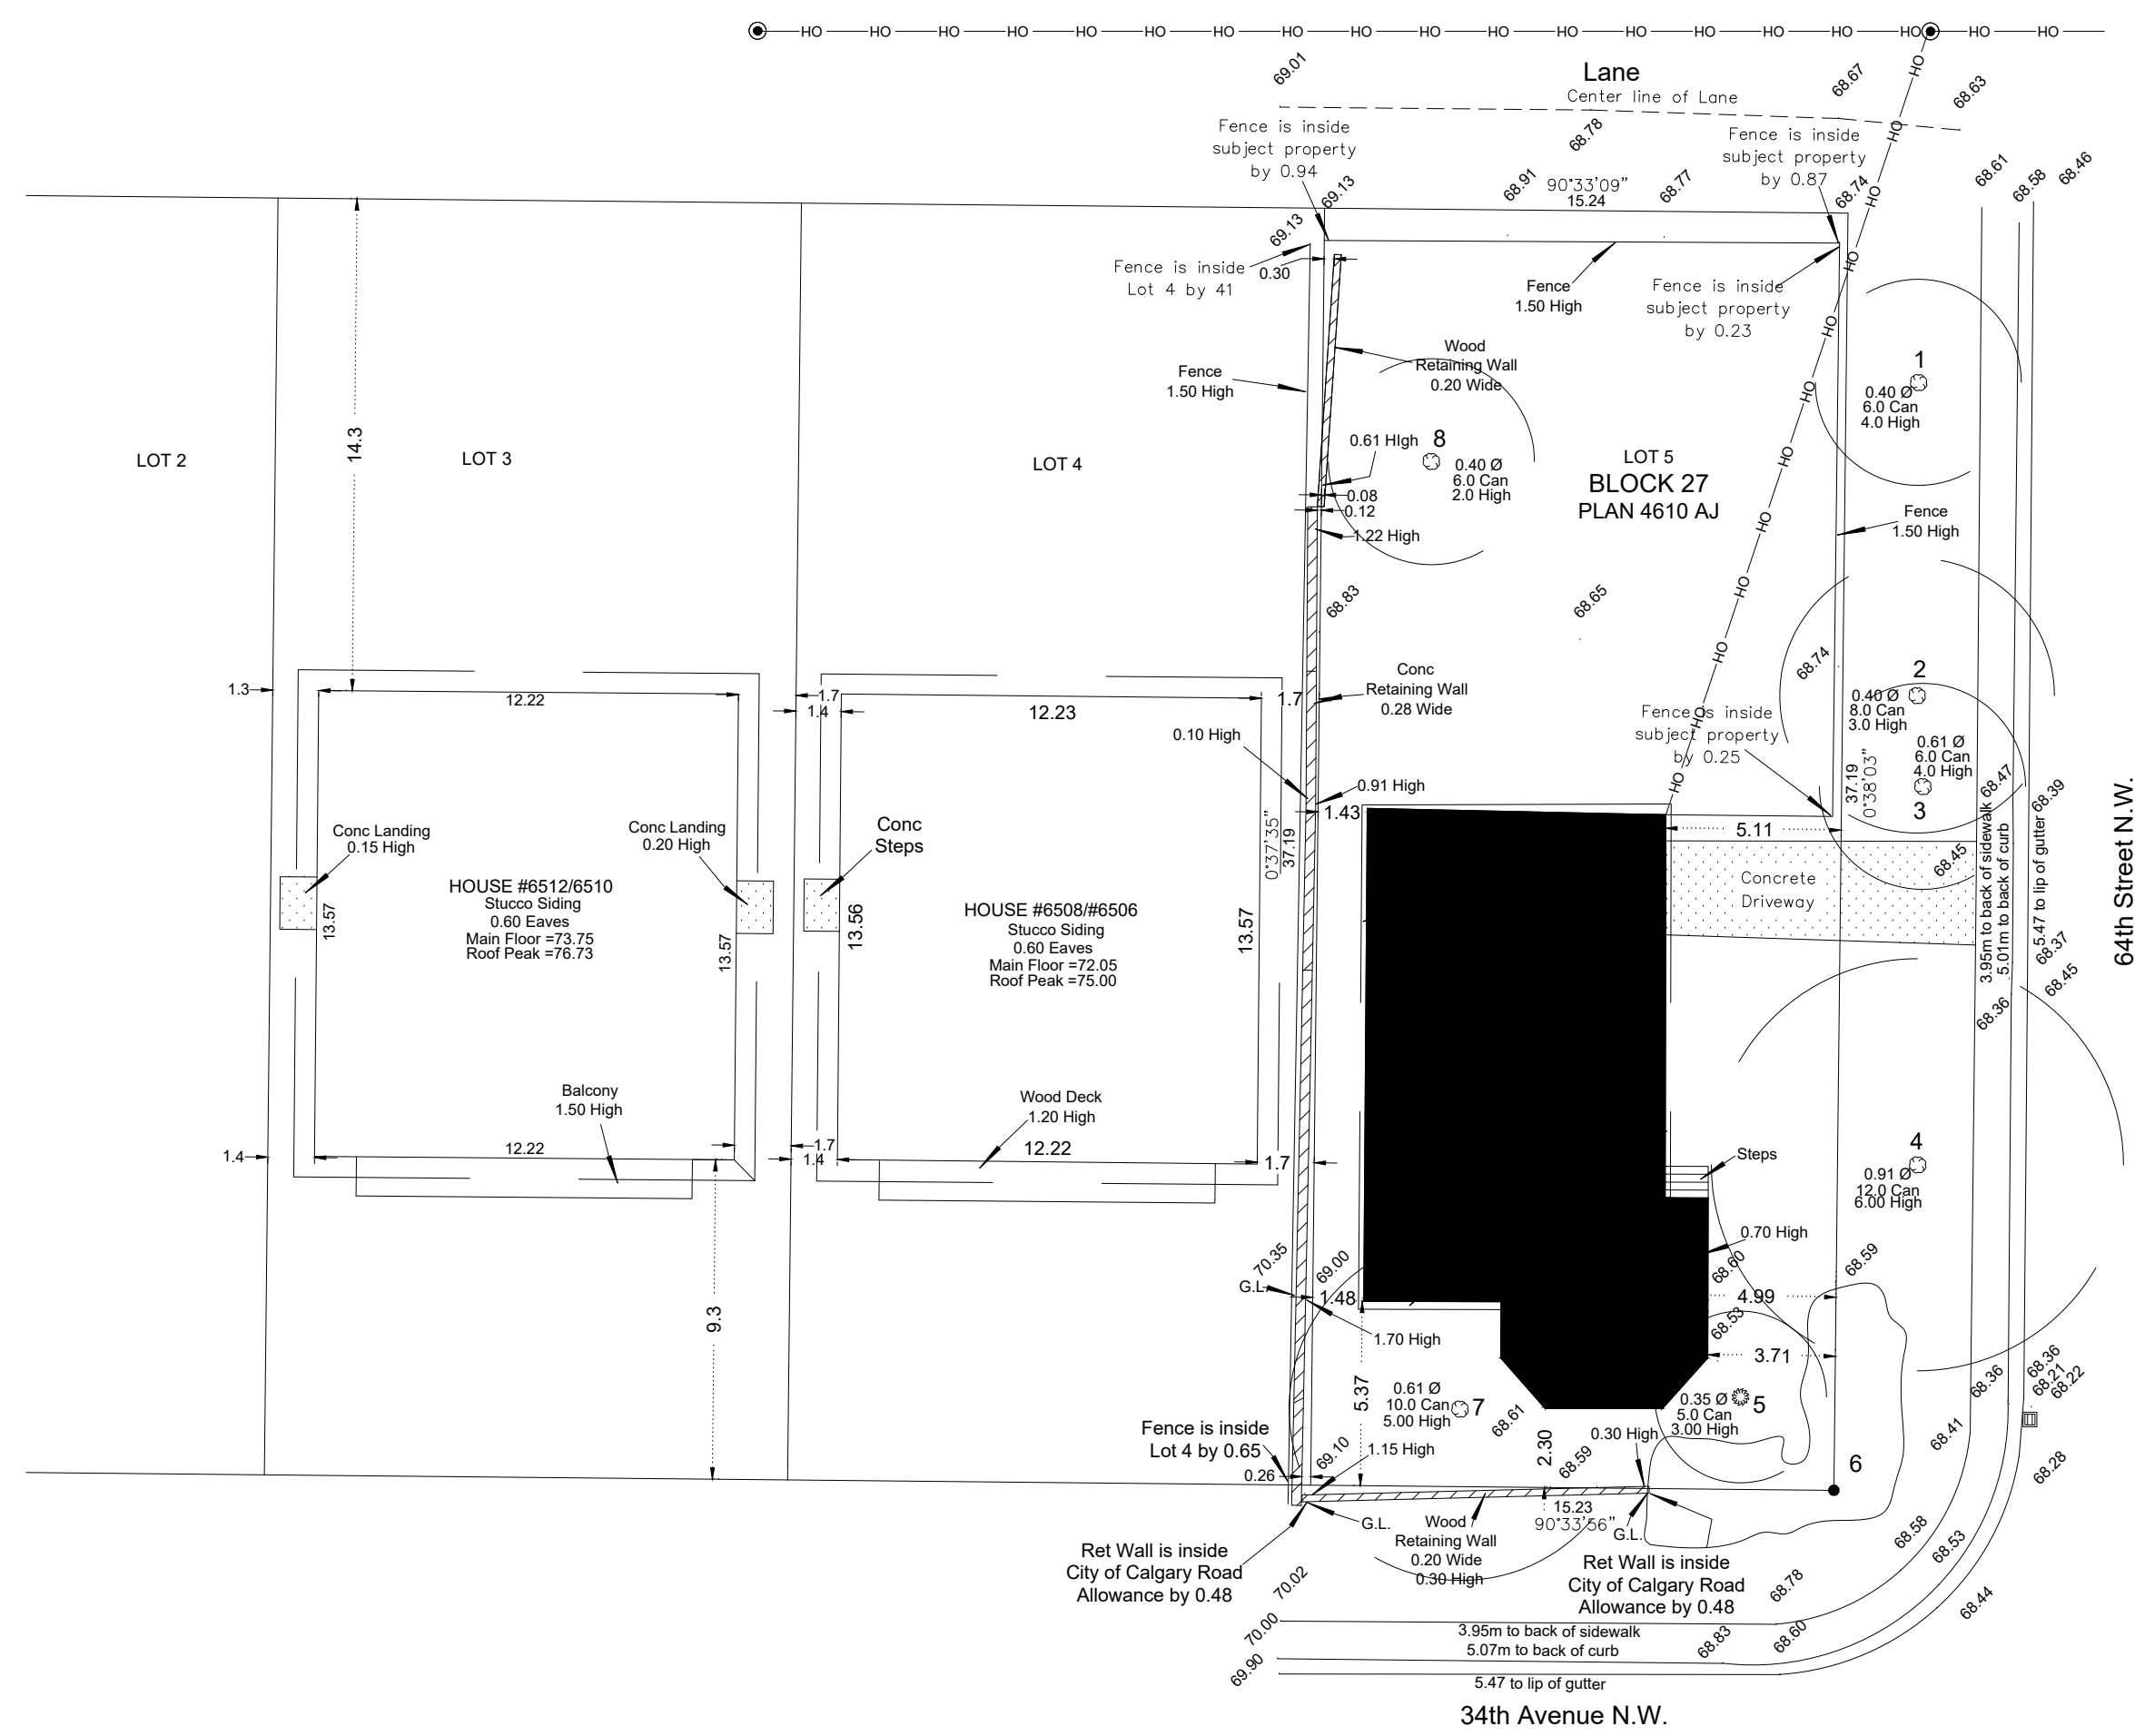 HO HO HO HO HO HO HO HO HO HO HO HO HO HO HO HO HO HO HO
69.01
Lane
Center line of Lane
68.67
HO
68.63
68.78
HO
Fence is inside
subject property
by 0.94
Fence is inside
subject property
by 0.87
69.13
68.91
90°33'09"
15.24
68.77
68.74
HO
68.61
68.58
68.46
69.13
Fence is inside
Lot 4 by 41
0.30
HO
Fence
1.50 High
Fence is inside
subject property
by 0.23
HO
Wood
Retaining Wall
0.20 Wide
Fence
1.50 High
1
0.40 Ø
6.0 Can
4.0 High
HO
14.3
LOT 2
LOT 3
LOT 4
0.61 HIgh
8
0.40 Ø
6.0 Can
2.0 High
LOT 5
BLOCK 27
PLAN 4610 AJ
HO
0.08
0.12
1.22 High
HO
Fence
1.50 High
68.83
68.65
HO
HO
68.74
1.3
12.22
1.7
1.4
12.23
1.7
Conc
Retaining Wall
0.28 Wide
2
0.40 Ø
8.0 Can
3.0 High
HO
Fence is inside
subject property
by 0.25
0.10 High
0.91 High
HO
0.61 Ø
6.0 Can
4.0 High
3
37.19
0°38'03"
68.47
68.39
1.43
0°37'35"
37.19
5.11
3.95m to back of sidewalk
5.01m to back of curb
5.47 to lip of gutter
64th Street N.W.
Conc Landing
0.15 High
Conc Landing
0.20 High
Conc
Steps
68.45
Concrete
Driveway
HOUSE #6512/6510
Stucco Siding
0.60 Eaves
Main Floor =73.75
Roof Peak =76.73
13.57
13.57
13.56
HOUSE #6508/#6506
Stucco Siding
0.60 Eaves
Main Floor =72.05
Roof Peak =75.00
13.57
68.37
68.45
68.36
Balcony
1.50 High
Wood Deck
1.20 High
1.4
12.22
1.7
1.4
12.22
1.7
Steps
4
0.91 Ø
12.0 Can
6.00 High
0.70 High
70.35
69.00
68.60
68.59
G.L.
1.48
4.99
9.3
1.70 High
68.53
3.71
5.37
0.61 Ø
10.0 Can
5.00 High
7
68.61
0.35 Ø
5.0 Can
3.00 High
5
68.36
68.36
68.21
68.22
Fence is inside
Lot 4 by 0.65
0.26
69.10
1.15 High
2.30
68.59
0.30 High
6
68.41
68.28
G.L.
Wood
Retaining Wall
0.20 Wide
0.30 High
15.23
90°33'56"
G.L.
Ret Wall is inside
City of Calgary Road
Allowance by 0.48
Ret Wall is inside
City of Calgary Road
Allowance by 0.48
68.58
68.53
70.02
68.78
68.44
70.00
3.95m to back of sidewalk
5.07m to back of curb
68.83
68.60
69.90
5.47 to lip of gutter
34th Avenue N.W.